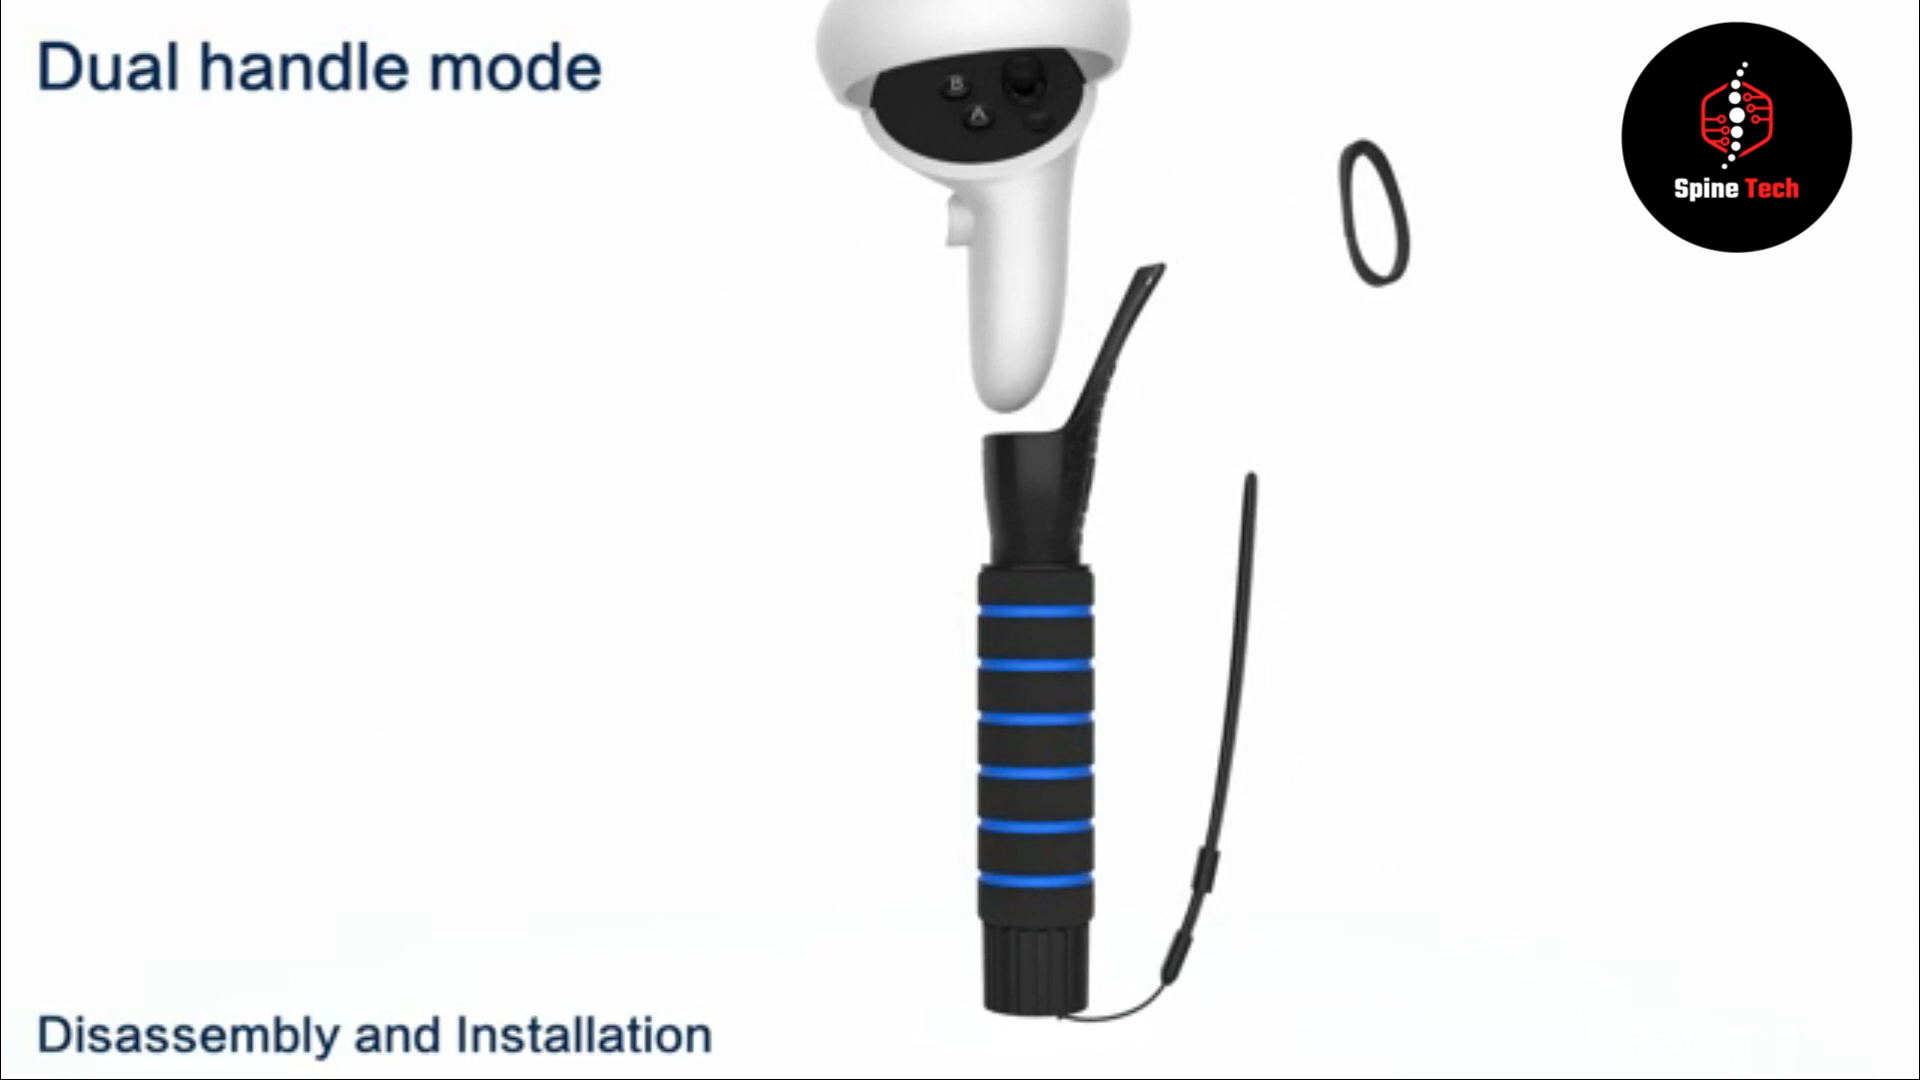 Dual handle mode
B
A
Spine Tech
Disassembly and Installation